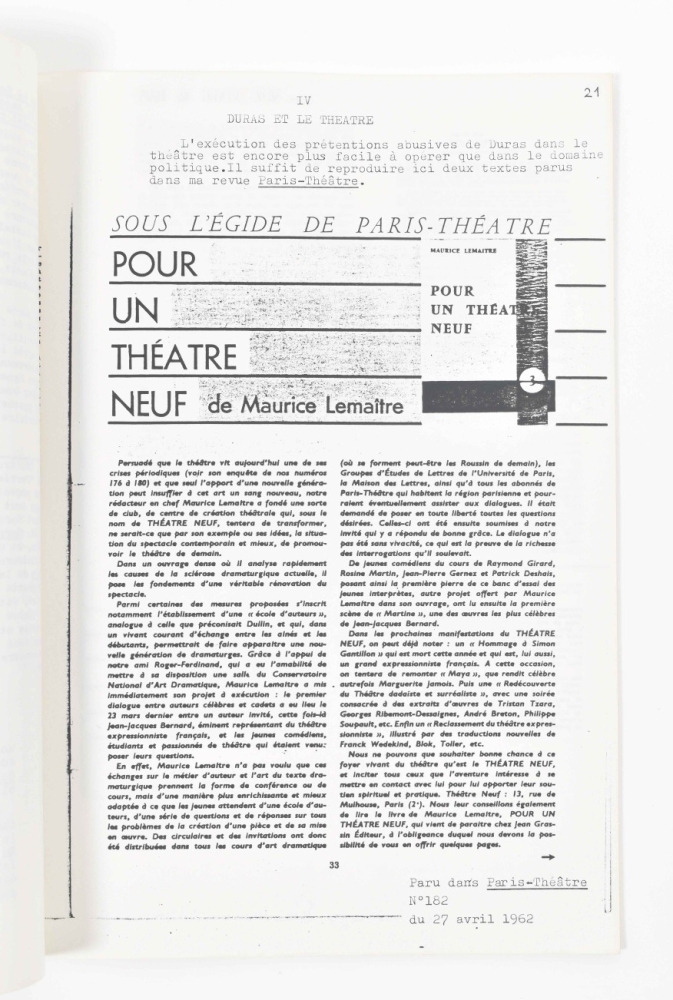 21
IV
DURAS ET LE THEATRE
L'exécution des prétentions abusives de Duras dans le
théâtre est encore plus facile à opérer que dans le domaine
politique.Il suffit de reproduire ici deux textes parus
dans ma revue Paris-Théâtre.
SOUS L'ÉGIDE DE PARIS-THÉATRE
POUR
UN
THÉATRE
NEUF de Maurice Lemaître
MAURICE LEMAITRE
POUR
UN THÉATRE
NEUF
3
Persuadé que le théâtre vit aujourd'hui une de ses
crises périodiques (voir son enquête de nos numéros
176 à 180) et que seul l'apport d'une nouvelle généra-
tion peut insuffler à cet art un sang nouveau, notre
rédacteur en chef Maurice Lemaître a fondé une sorte
de club, de centre de création théâtrale qui, sous le
nom de THÉATRE NEUF, tentera de transformer,
ne serait-ce que par son exemple ou ses idées, la situa-
tion du spectacle contemporain et mieux, de promou-
voir le théâtre de demain.
Dans un ouvrage dense où il analyse rapidement
les causes de la sclérose dramaturgique actuelle, il
pose les fondements d'une véritable rénovation du
spectacle.
Parmi certaines des mesures proposées s'inscrit
notamment l'établissement d'une « école d'auteurs »,
analogue à celle que préconisait Dullin, et qui, dans
un vivant courant d'échange entre les aînés et les
débutants, permettrait de faire apparaître une nou-
velle génération de dramaturges. Grâce à l'appui de
notre ami Roger-Ferdinand, qui a eu l'amabilité de
mettre à sa disposition une salle du Conservatoire
National d'Art Dramatique, Maurice Lemaître a mis
immédiatement son projet à exécution : le premier
dialogue entre auteurs célèbres et cadets a eu lieu le
23 mars dernier entre un auteur invité, cette fois-là
Jean-Jacques Bernard, éminent représentant du théâtre
expressionniste français, et les jeunes comédiens,
étudiants et passionnés de théâtre qui étaient venus
poser leurs questions.
En effet, Maurice Lemaître n'a pas voulu que ces
échanges sur le métier d'auteur et l'art du texte dra-
maturgique prennent la forme de conférence ou de
cours, mais d'une manière plus enrichissante et mieux
adaptée à ce que les jeunes attendent d'une école d'au-
teurs, d'une série de questions et de réponses sur tous
les problèmes de la création d'une pièce et de sa mise
en œuvre. Des circulaires et des invitations ont donc
été distribuées dans tous les cours d'art dramatique
(où se forment peut-être les Roussin de demain), les
Groupes d'Études de Lettres de l'Université de Paris,
la Maison des Lettres, ainsi qu'à tous les abonnés de
Paris-Théâtre qui habitent la région parisienne et pour-
raient éventuellement assister aux dialogues. Il était
demandé de poser en toute liberté toutes les questions
désirées. Celles-ci ont été ensuite soumises à notre
invité qui y a répondu de bonne grâce. Le dialogue n'a
pas été sans vivacité, ce qui est la preuve de la richesse
des interrogations qu'il soulevait.
De jeunes comédiens du cours de Raymond Girard,
Rosine Martin, Jean-Pierre Gernez et Patrick Deshais,
posant ainsi la première pierre de ce banc d'essai des
jeunes interprètes, autre projet offert par Maurice
Lemaître dans son ouvrage, ont lu ensuite la première
scène de « Martine », une des œuvres les plus célèbres
de Jean-Jacques Bernard.
Dans les prochaines manifestations du THÉATRE
NEUF, on peut déjà noter : un « Hommage à Simon
Gantillon » qui est mort cette année et qui est, lui aussi,
un grand expressionniste français. A cette occasion,
on tentera de remonter « Maya », que rendit célèbre
autrefois Marguerite Jamois. Puis une « Redécouverte
du Théâtre dadaïste et surréaliste », avec une soirée
consacrée à des extraits d'œuvres de Tristan Tzara,
Georges Ribemont-Dessaignes, André Breton, Philippe
Soupault, etc. Enfin un « Reclassement du théâtre expres-
sionniste », illustré par des traductions nouvelles de
Franck Wedekind, Blok, Toller, etc.
Nous ne pouvons que souhaiter bonne chance à ce
foyer vivant du théâtre qu'est le THÉATRE NEUF,
et inciter tous ceux que l'aventure intéresse à se
mettre en contact avec lui pour lui apporter leur sou-
tien spirituel et pratique. Théâtre Neuf : 13, rue de
Mulhouse, Paris (2e). Nous leur conseillons également
de lire le livre de Maurice Lemaître, POUR UN
THÉATRE NEUF, qui vient de paraître chez Jean Gras-
sin Éditeur, à l'obligeance duquel nous devons la pos-
sibilité de vous en offrir quelques pages.
33
Paru dans Paris-Théâtre
N°182
du 27 avril 1962